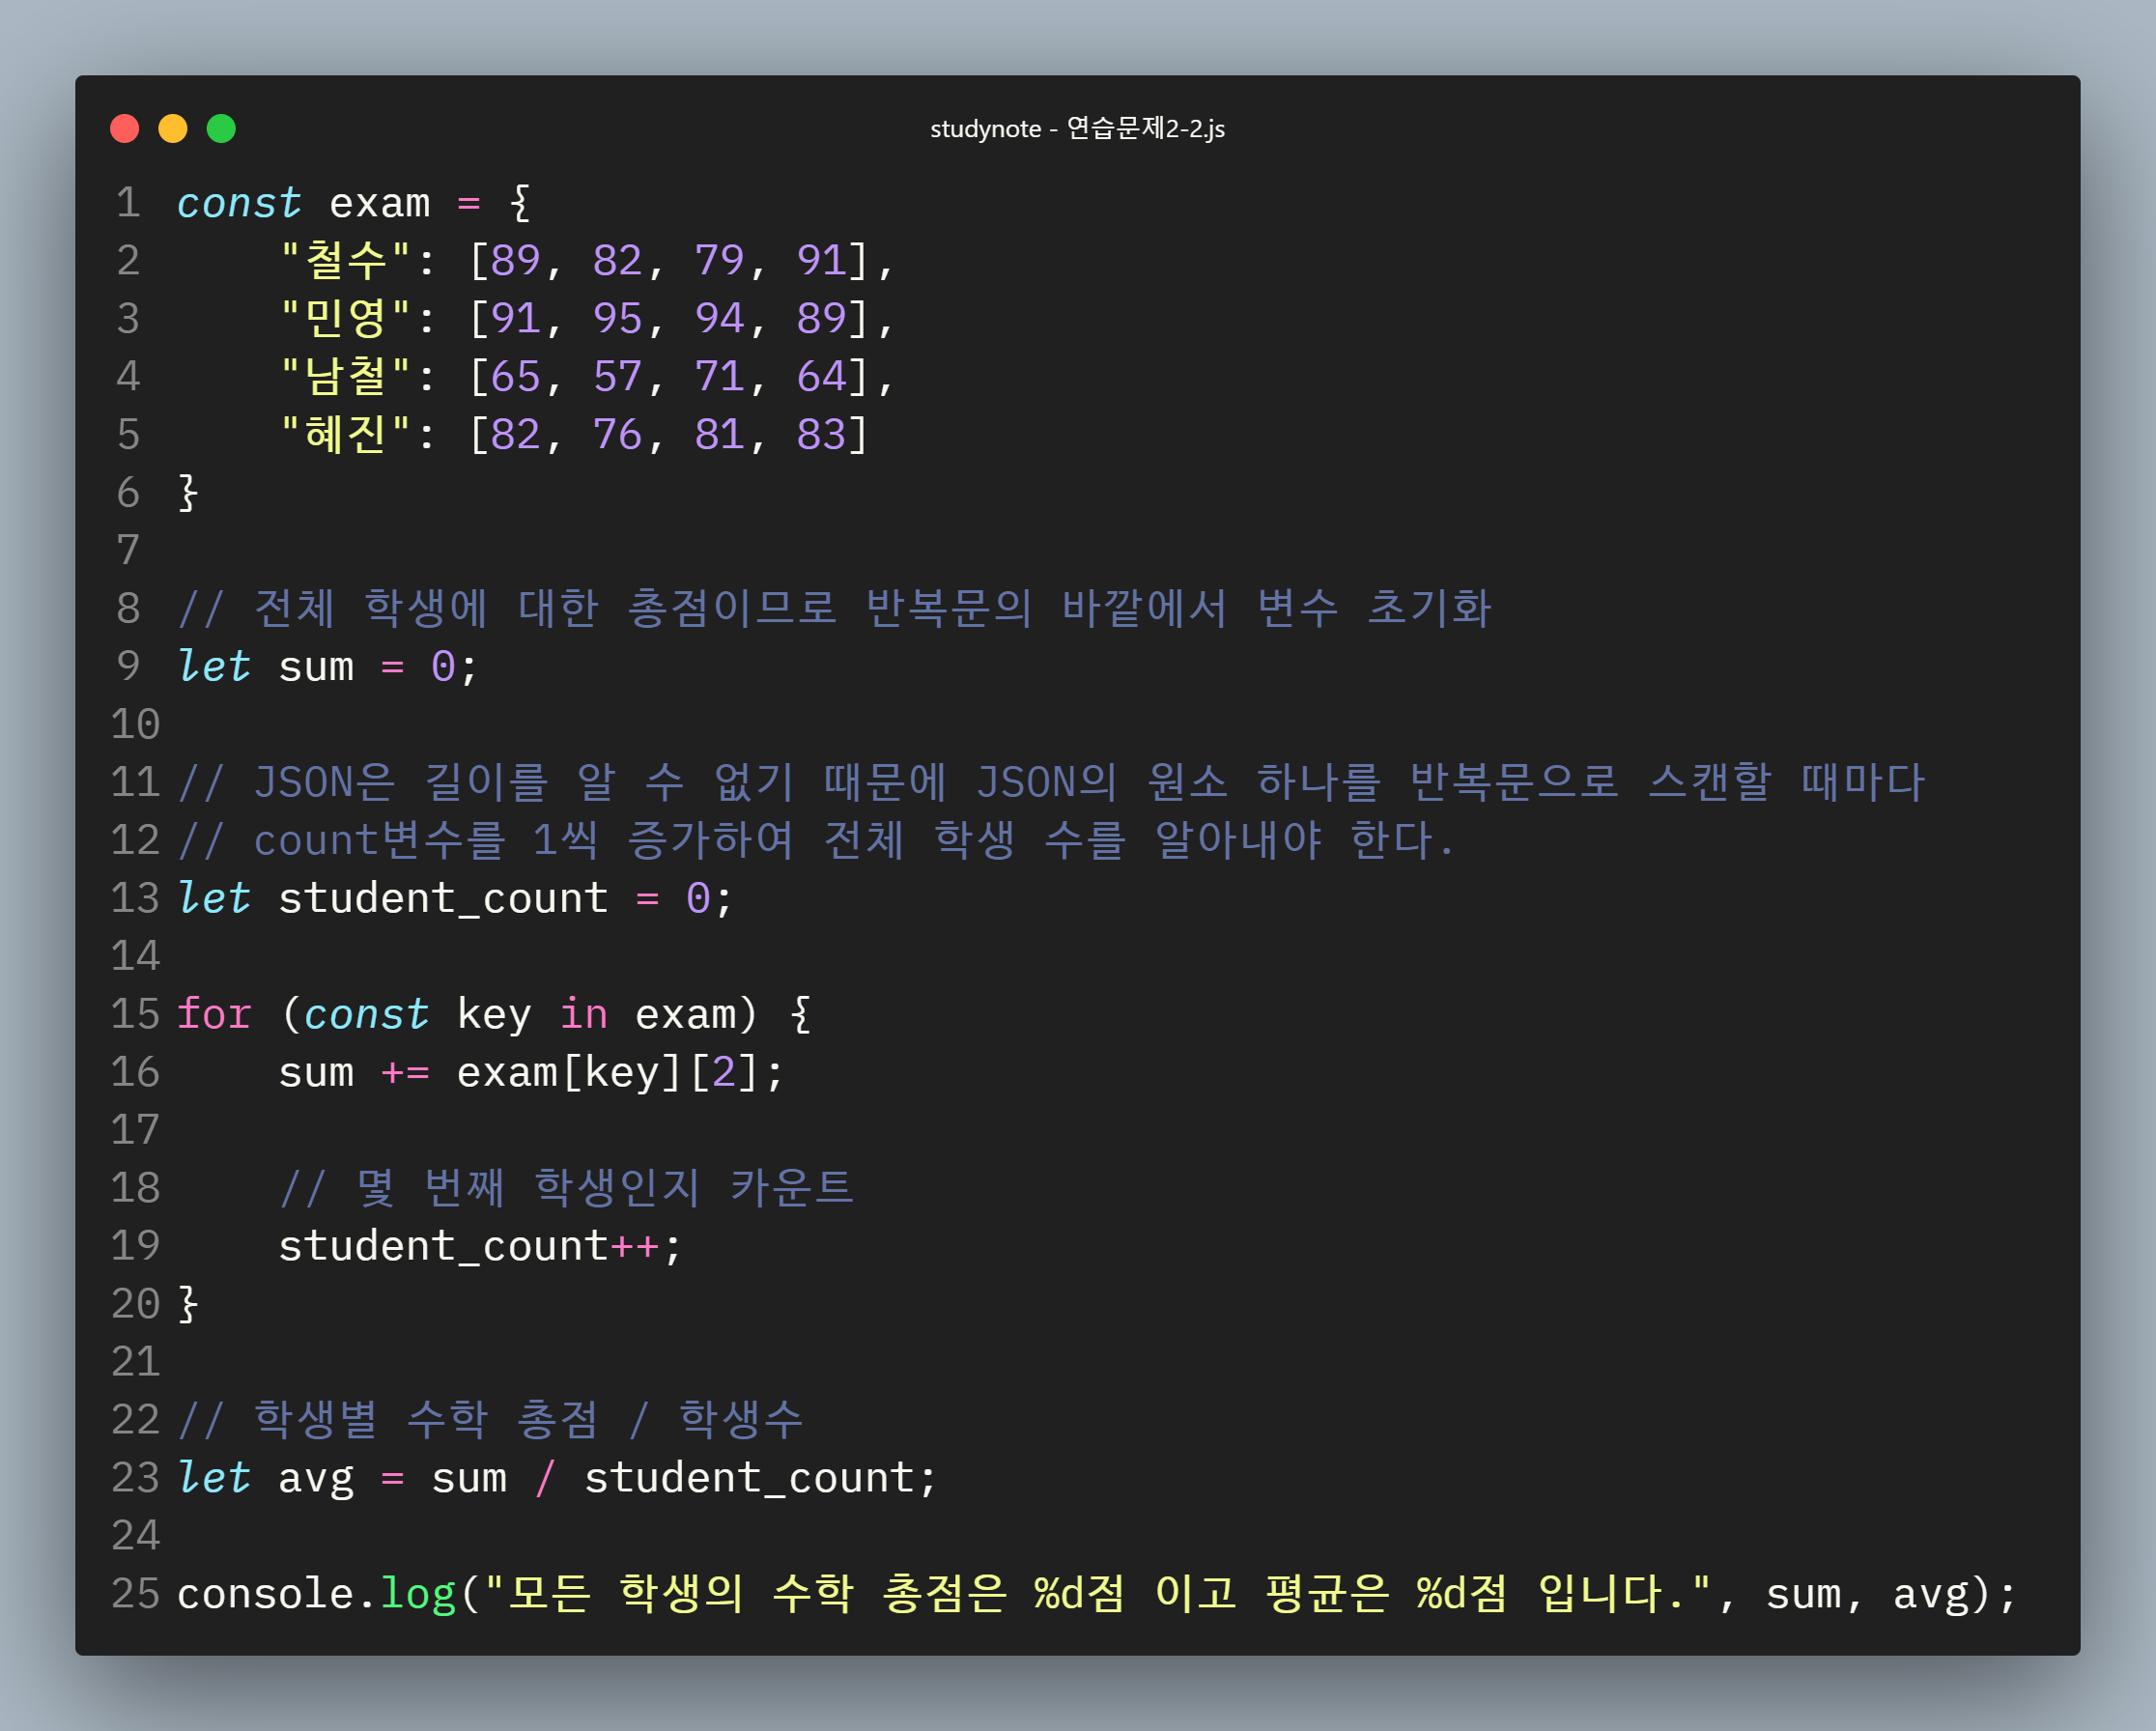 studynote - 연습문제2-2.js
1 const exam = {
2     "철수": [89, 82, 79, 91],
3     "민영": [91, 95, 94, 89],
4     "남철": [65, 57, 71, 64],
5     "혜진": [82, 76, 81, 83]
6 }
7
8 // 전체 학생에 대한 총점이므로 반복문의 바깥에서 변수 초기화
9 let sum = 0;
10
11 // JSON은 길이를 알 수 없기 때문에 JSON의 원소 하나를 반복문으로 스캔할 때마다
12 // count변수를 1씩 증가하여 전체 학생 수를 알아내야 한다.
13 let student_count = 0;
14
15 for (const key in exam) {
16     sum += exam[key][2];
17
18     // 몇 번째 학생인지 카운트
19     student_count++;
20 }
21
22 // 학생별 수학 총점 / 학생수
23 let avg = sum / student_count;
24
25 console.log("모든 학생의 수학 총점은 %d점 이고 평균은 %d점 입니다.", sum, avg);